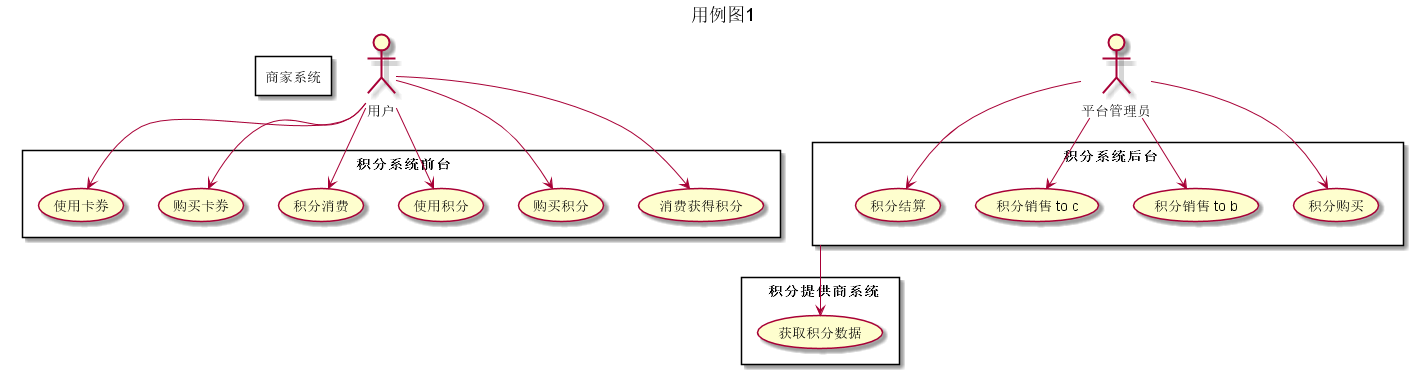 用例图1
商家系统
用户
平台管理员
积分系统前台
使用卡券
购买卡券
积分消费
使用积分
购买积分
消费获得积分
积分系统后台
积分结算
积分销售 to c
积分销售 to b
积分购买
积分提供商系统
获取积分数据